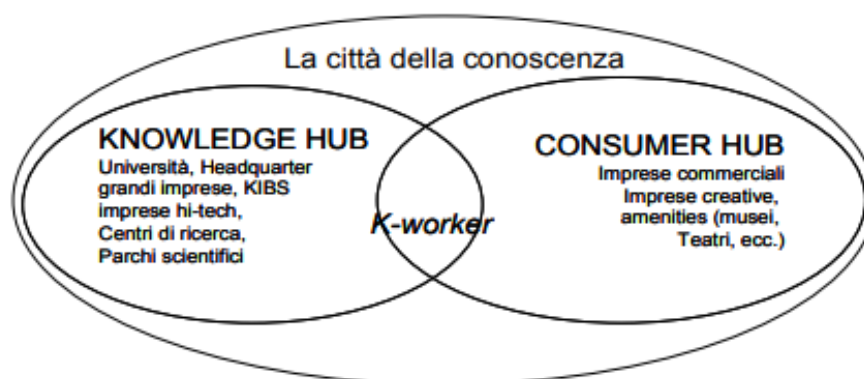 La città della conoscenza
KNOWLEDGE HUB
Università, Headquarter
grandi imprese, KIBS
imprese hi-tech,
Centri di ricerca,
Parchi scientifici
K-worker
CONSUMER HUB
Imprese commerciali
Imprese creative,
amenities (musei,
Teatri, ecc.)